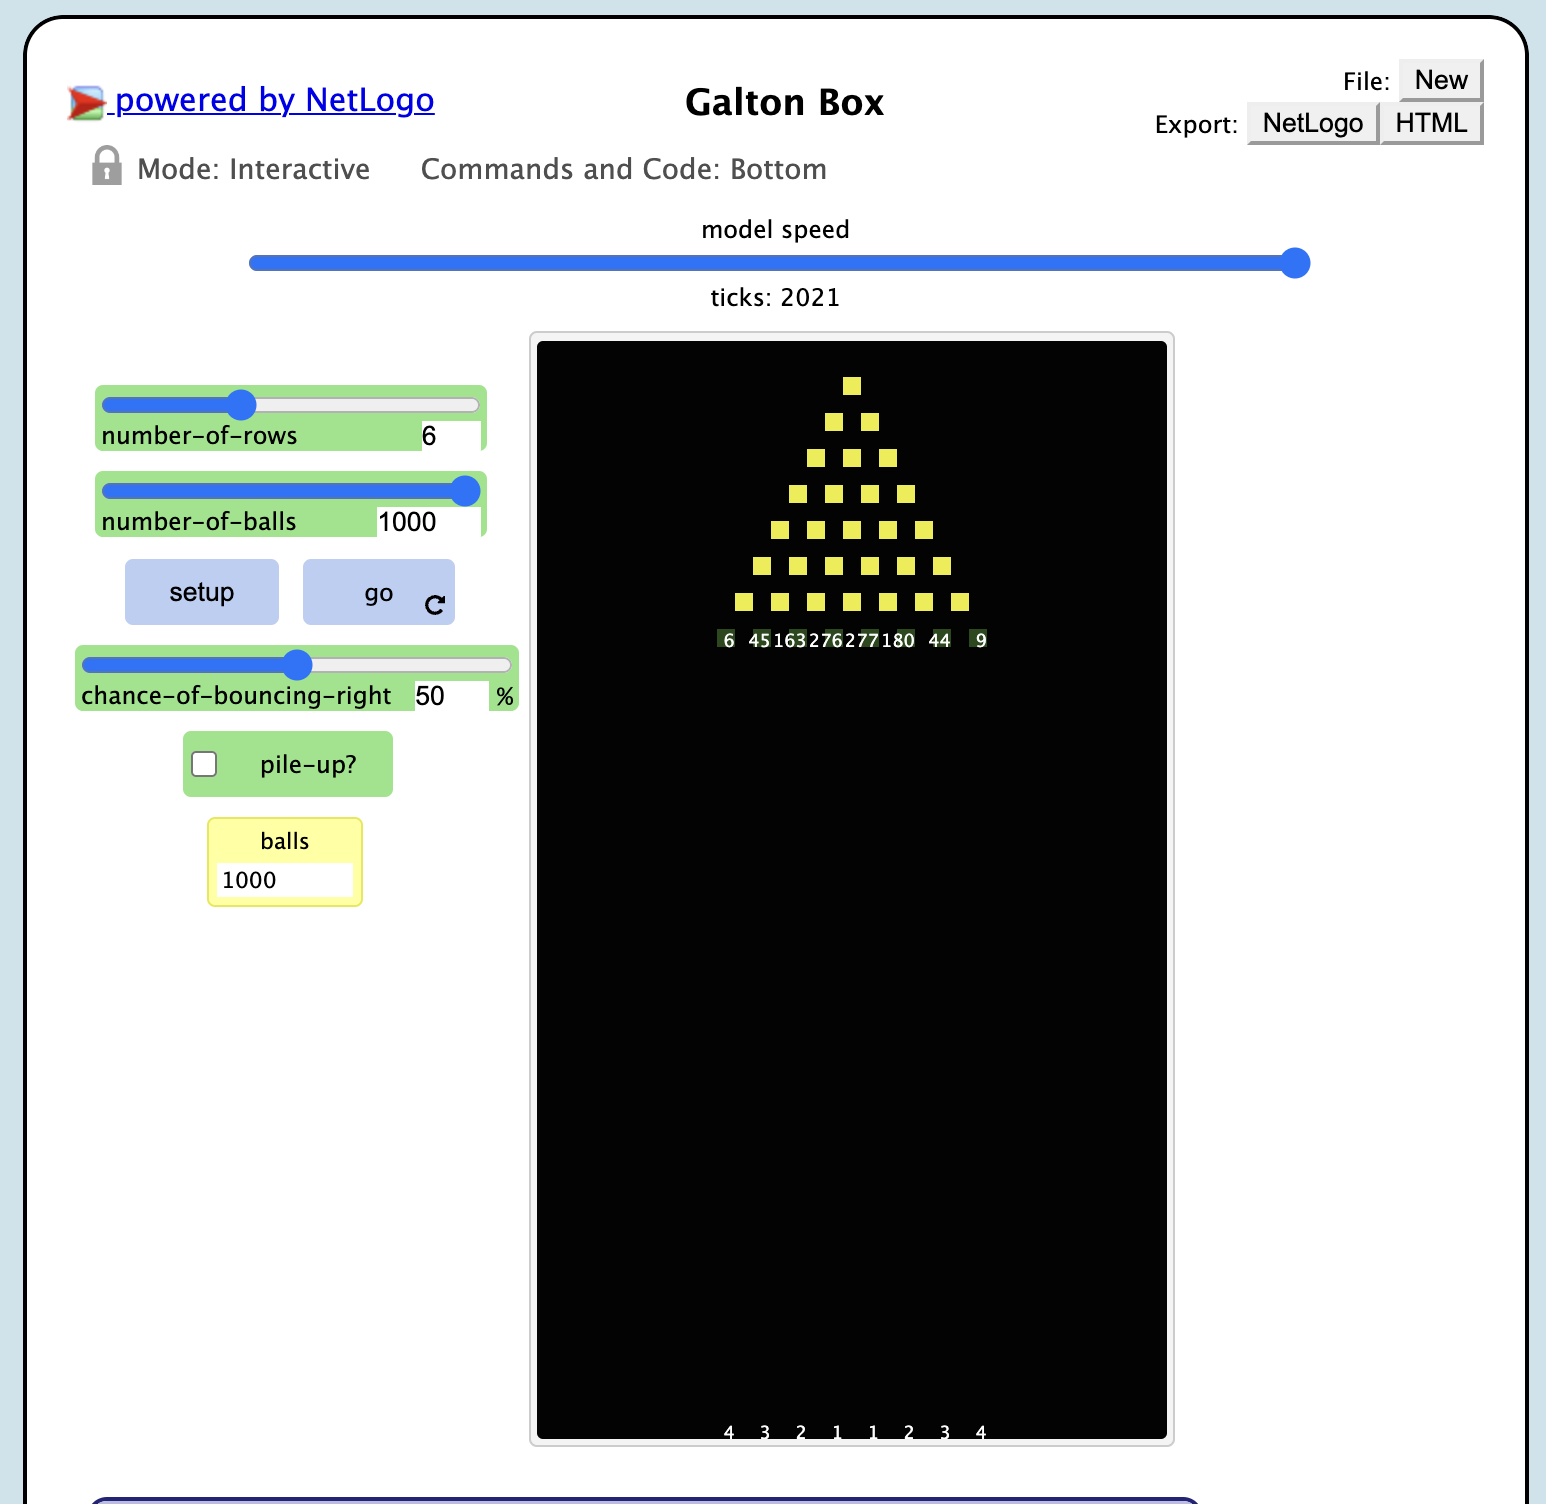 powered by NetLogo
Galton Box
File: New
Export: NetLogo HTML
Mode: Interactive Commands and Code: Bottom
model speed
ticks: 2021
number-of-rows 6
number-of-balls 1000
setup go
chance-of-bouncing-right 50 %
pile-up?
balls
1000
6 45 163 276 277 180 44 9
4 3 2 1 1 2 3 4